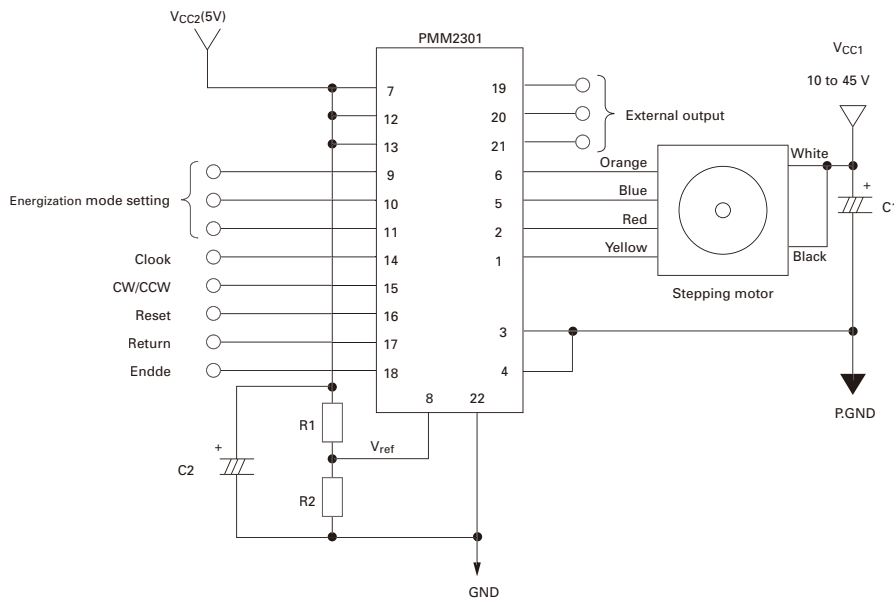 VCC2(5V)
PMM2301
VCC1
10 to 45 V
7
12
13
9
10
11
14
15
16
17
18
8
22
19
20
21
6
5
2
1
3
4
External output
Energization mode setting
Clook
CW/CCW
Reset
Return
Endde
Orange
Blue
Red
Yellow
White
Black
Stepping motor
+
C1
P.GND
R1
Vref
R2
+
C2
GND